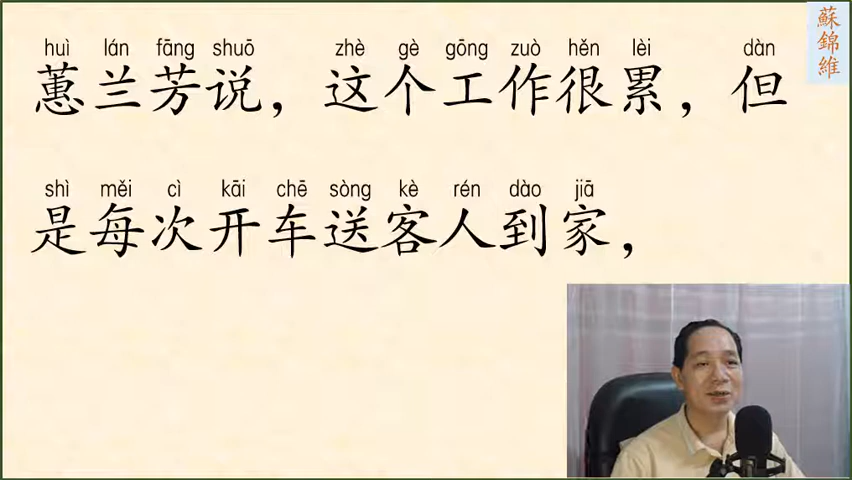 huì lán fāng shuō zhè gè gōng zuò hěn lèi dàn
蕙兰芳说，这个工作很累，但
shì měi cì kāi chē sòng kè rén dào jiā
是每次开车送客人到家，
蘇錦維